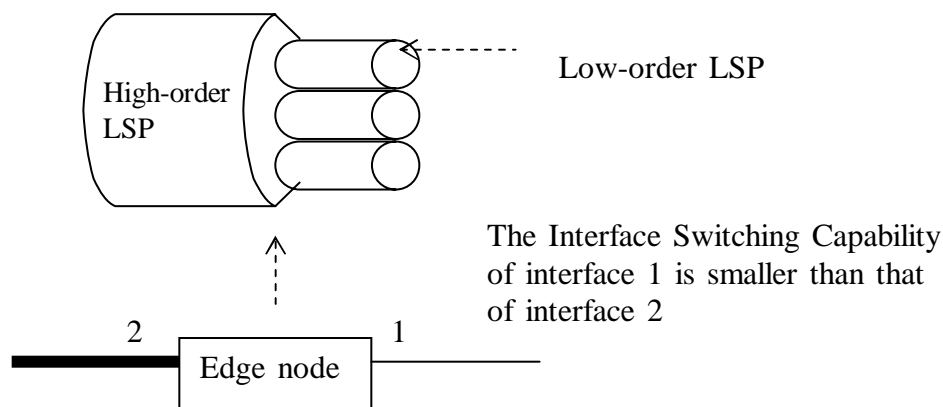 High-order
LSP
Low-order LSP
The Interface Switching Capability
of interface 1 is smaller than that
of interface 2
2
1
Edge node